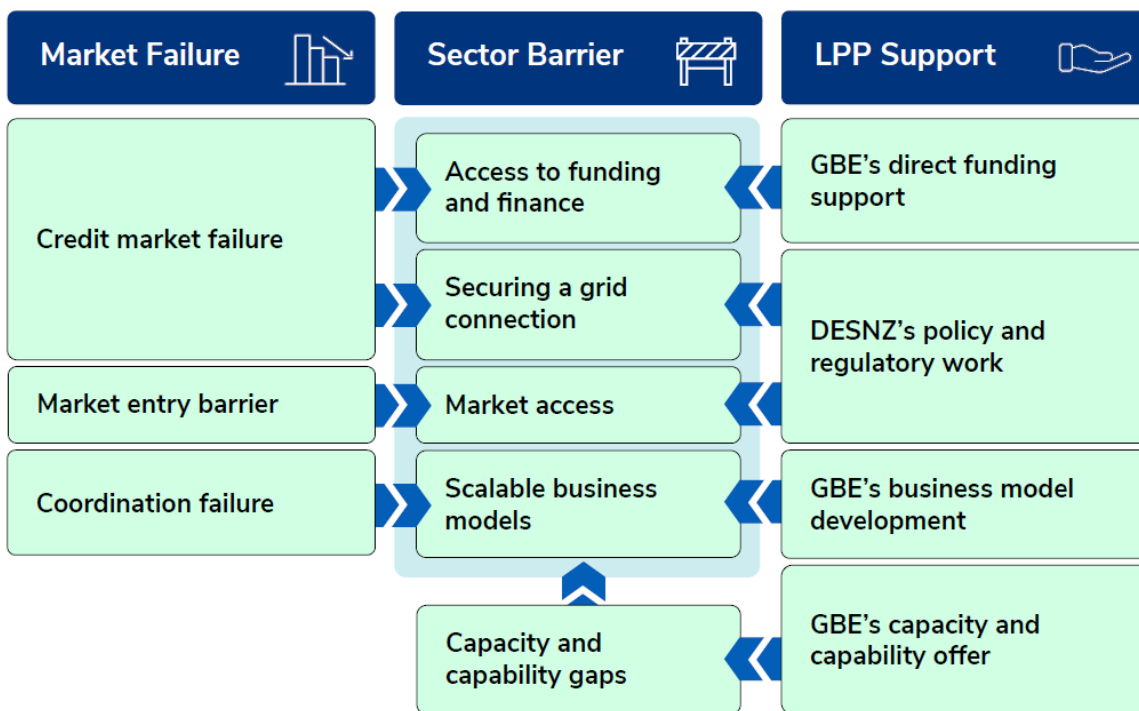 Market Failure
Sector Barrier
LPP Support
Credit market failure
Access to funding
and finance
GBE's direct funding
support
Securing a grid
connection
DESNZ's policy and
regulatory work
Market entry barrier
Market access
Coordination failure
Scalable business
models
GBE's business model
development
Capacity and
capability gaps
GBE's capacity and
capability offer